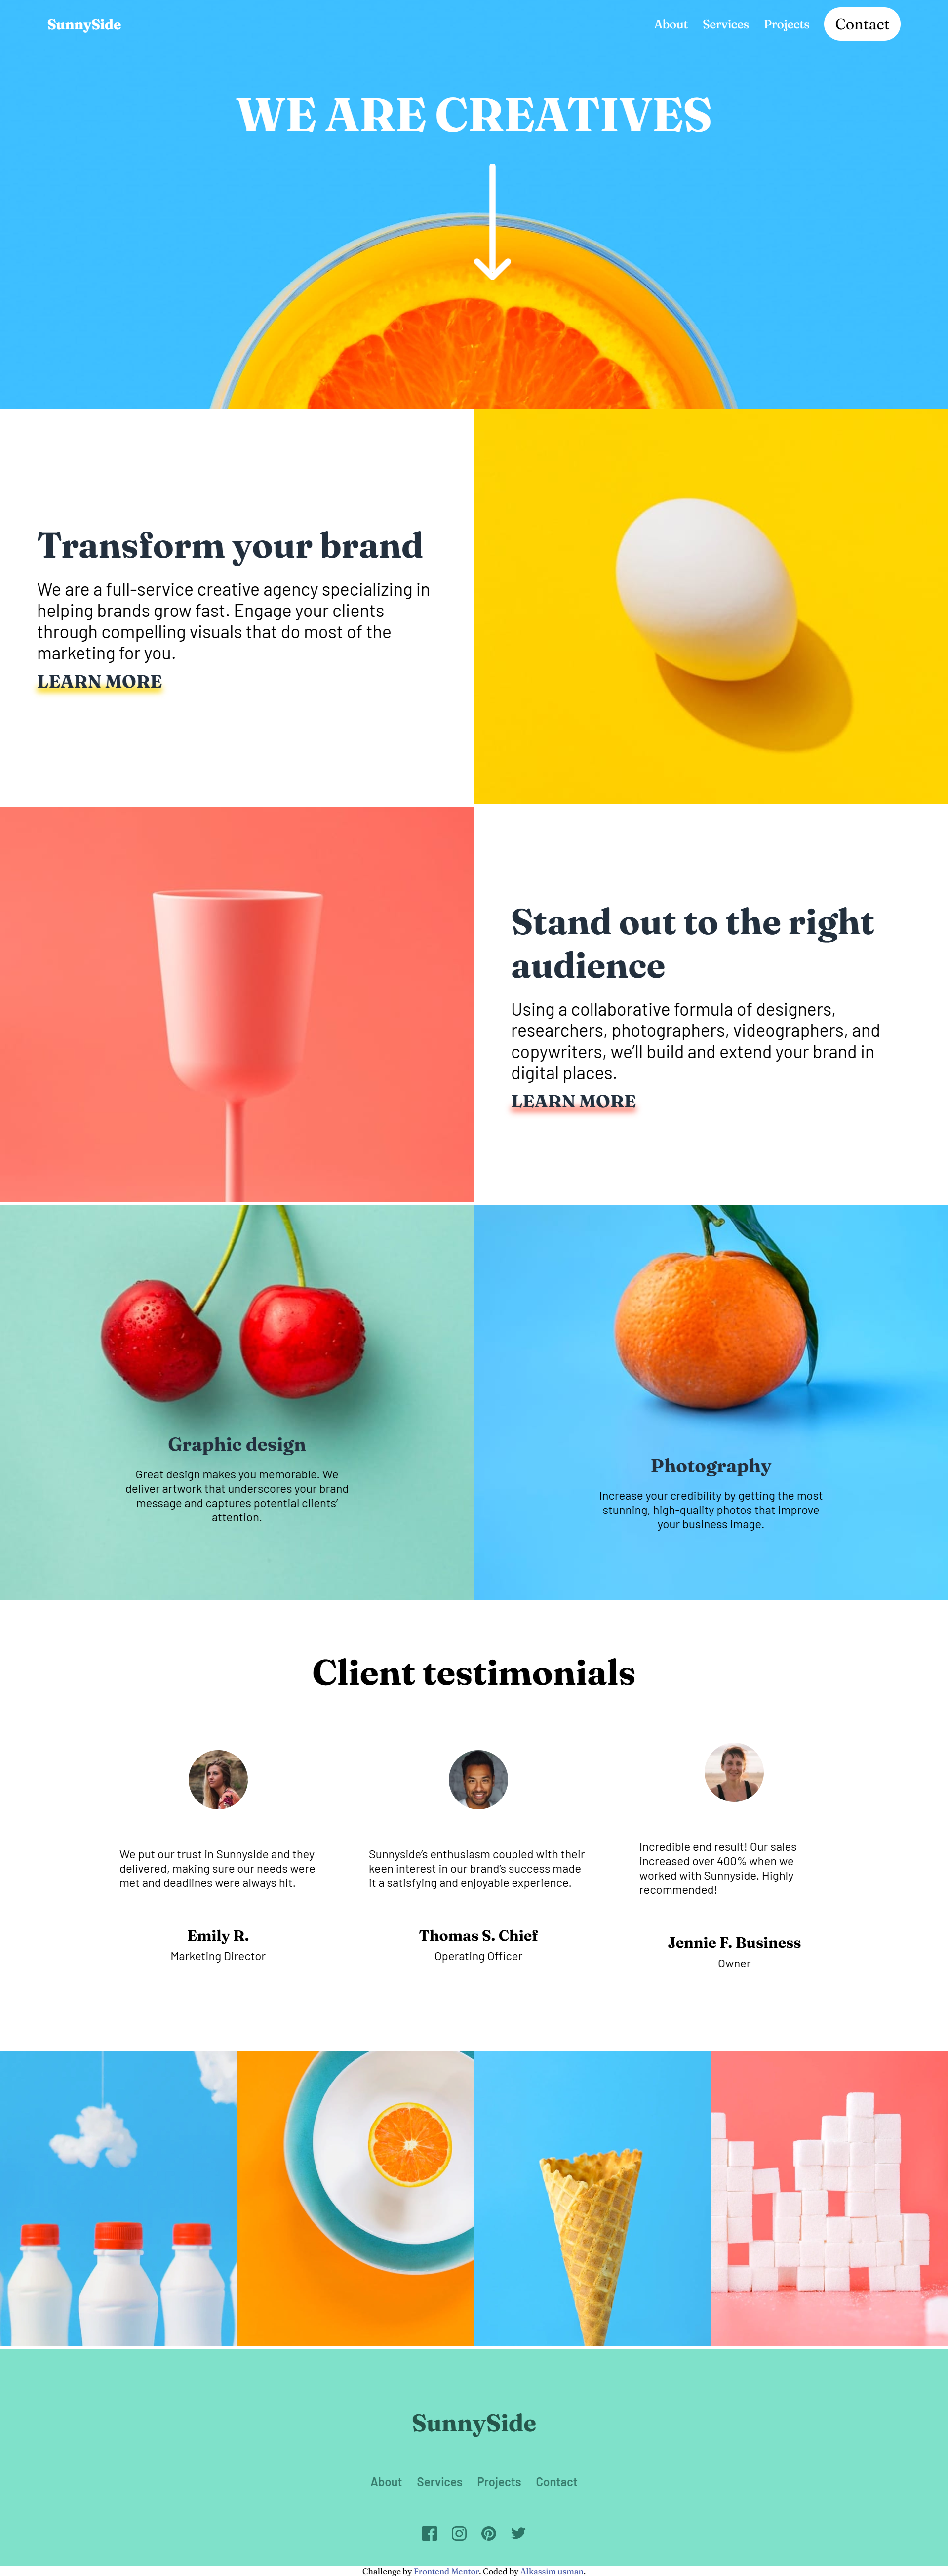 SunnySide
About Services Projects Contact
WE ARE CREATIVES
Transform your brand
We are a full-service creative agency specializing in
helping brands grow fast. Engage your clients
through compelling visuals that do most of the
marketing for you.
LEARN MORE
Stand out to the right
audience
Using a collaborative formula of designers,
researchers, photographers, videographers, and
copywriters, we'll build and extend your brand in
digital places.
LEARN MORE
Graphic design
Great design makes you memorable. We
deliver artwork that underscores your brand
message and captures potential clients'
attention.
Photography
Increase your credibility by getting the most
stunning, high-quality photos that improve
your business image.
Client testimonials
We put our trust in Sunnyside and they
delivered, making sure our needs were
met and deadlines were always hit.
Emily R.
Marketing Director
Sunnyside's enthusiasm coupled with their
keen interest in our brand's success made
it a satisfying and enjoyable experience.
Thomas S. Chief
Operating Officer
Incredible end result! Our sales
increased over 400% when we
worked with Sunnyside. Highly
recommended!
Jennie F. Business
Owner
SunnySide
About Services Projects Contact
Challenge by Frontend Mentor. Coded by Alkassim usman.